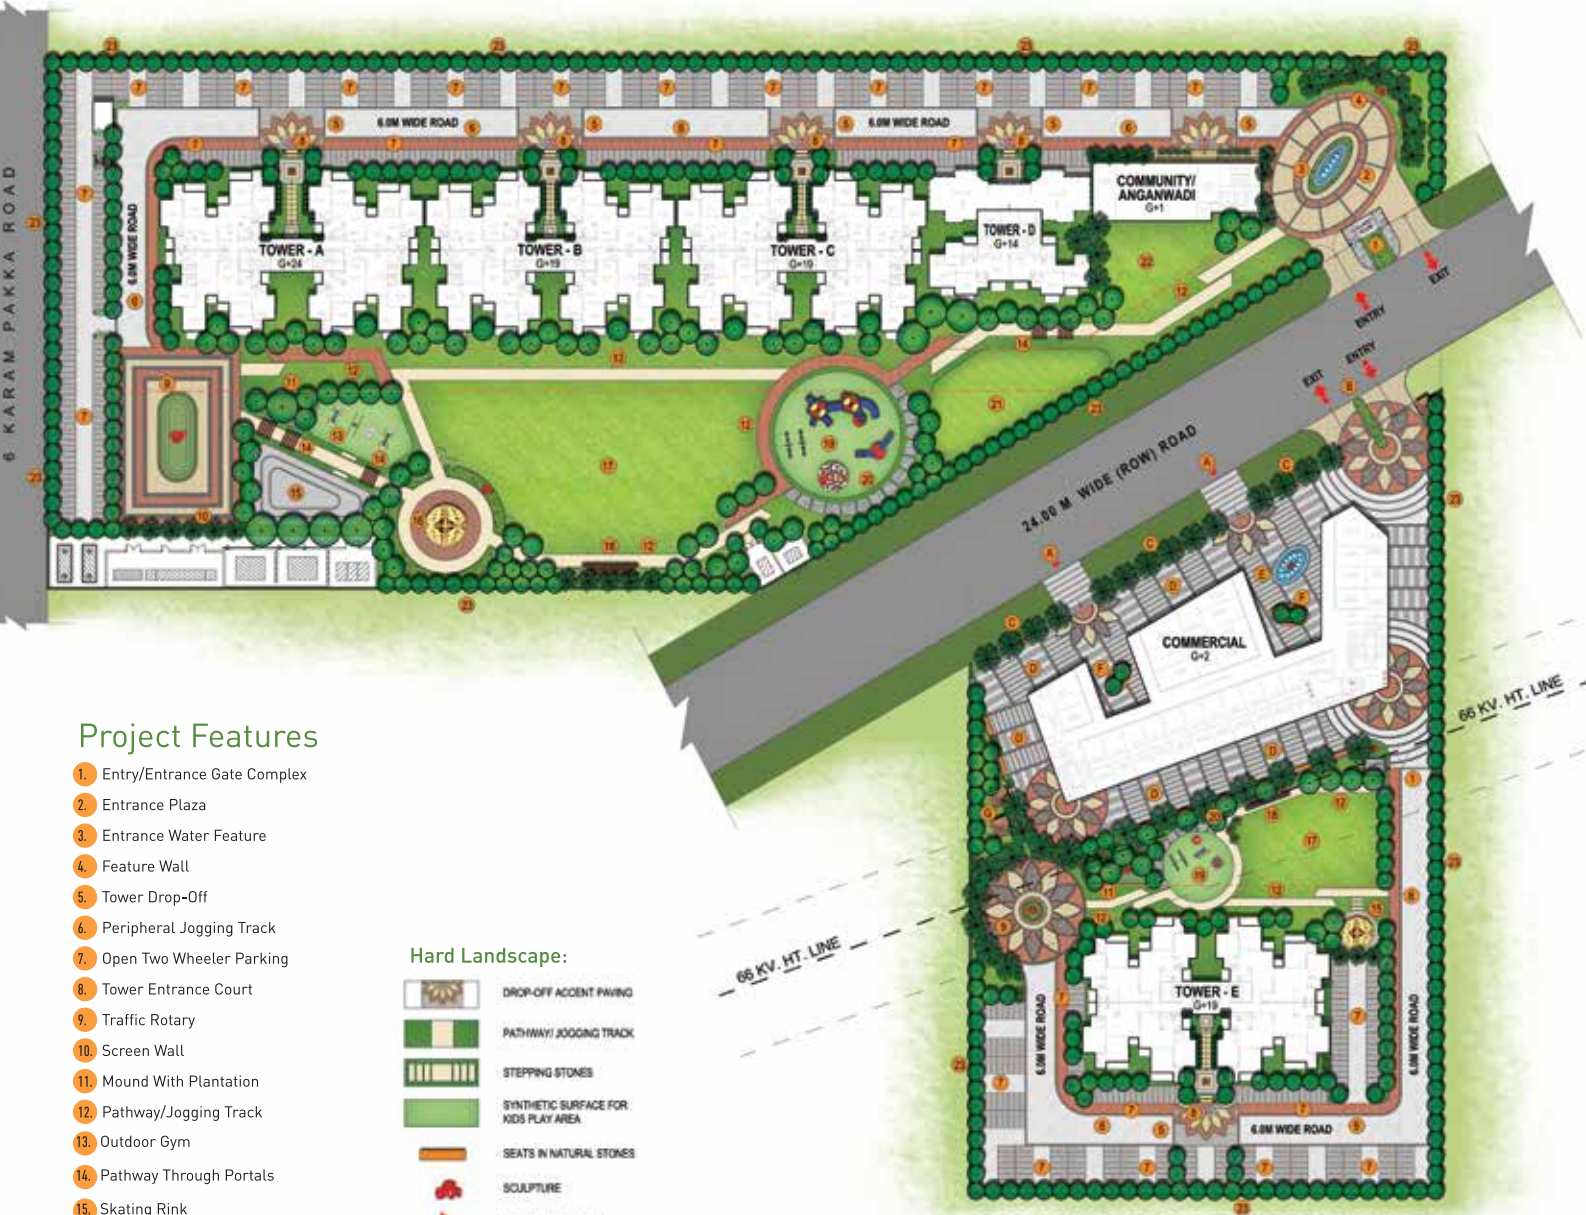 6 KARAM PAKKA ROAD
6.0M WIDE ROAD
6.0M WIDE ROAD
6.0M WIDE ROAD
TOWER - A
G+24
TOWER - B
G+19
TOWER - C
G+19
TOWER - D
G+14
COMMUNITY/
ANGANWADI
G+1
EXIT
ENTRY
ENTRY
EXIT
24.00 M WIDE (ROW) ROAD
COMMERCIAL
G+2
66 KV. HT. LINE
66 KV. HT. LINE
TOWER - E
G+19
6.0M WIDE ROAD
6.0M WIDE ROAD
6.0M WIDE ROAD
Project Features
1. Entry/Entrance Gate Complex
2. Entrance Plaza
3. Entrance Water Feature
4. Feature Wall
5. Tower Drop-Off
6. Peripheral Jogging Track
7. Open Two Wheeler Parking
8. Tower Entrance Court
9. Traffic Rotary
10. Screen Wall
11. Mound With Plantation
12. Pathway/Jogging Track
13. Outdoor Gym
14. Pathway Through Portals
15. Skating Rink
Hard Landscape:
DROP-OFF ACCENT PAVING
PATHWAY/ JOGGING TRACK
STEPPING STONES
SYNTHETIC SURFACE FOR
KIDS PLAY AREA
SEATS IN NATURAL STONES
SCULPTURE